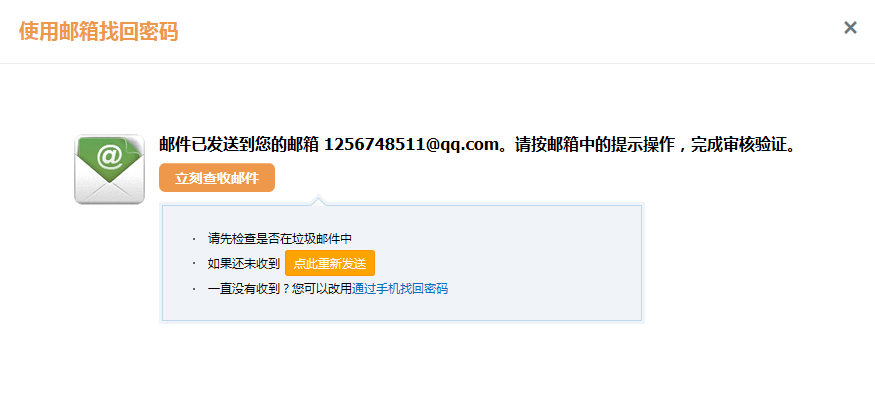 使用邮箱找回密码
×
@
邮件已发送到您的邮箱 1256748511@qq.com。请按邮箱中的提示操作，完成审核验证。
立刻查收邮件
· 请先检查是否在垃圾邮件中
· 如果还未收到 点此重新发送
· 一直没有收到？您可以改用通过手机找回密码